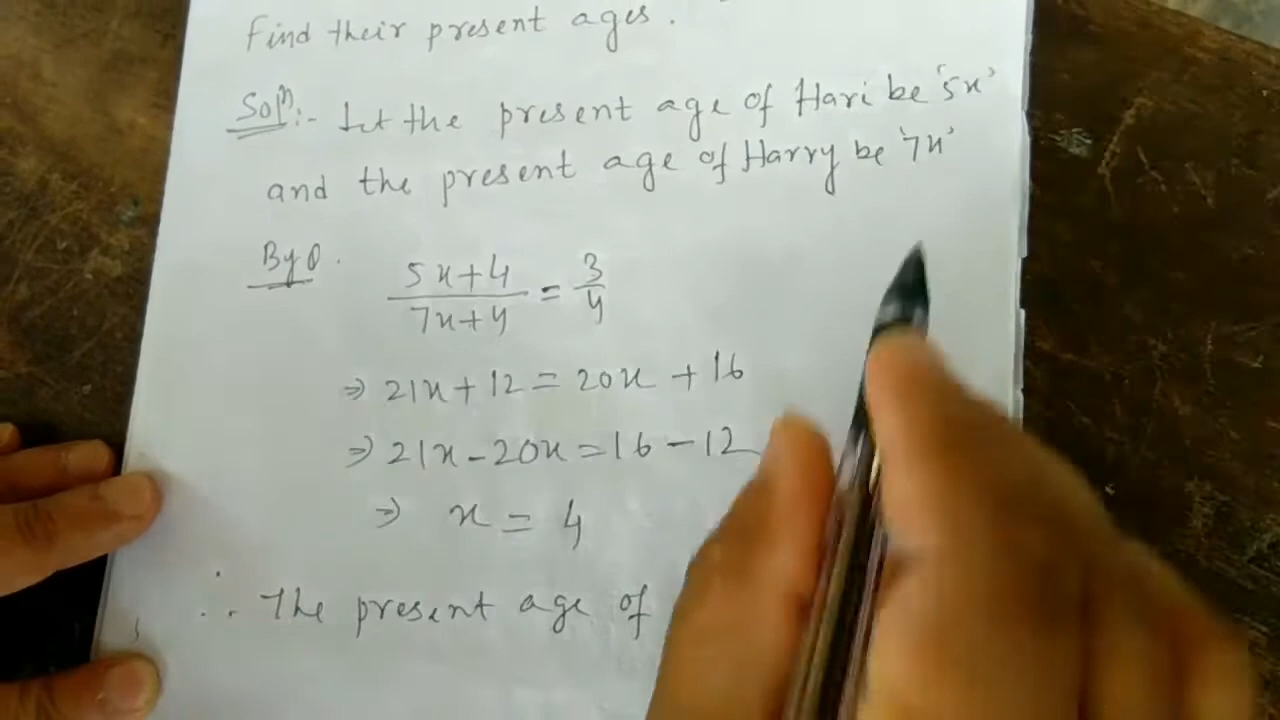 Find their present ages.
Soln:- Let the present age of Hari be '5x'
and the present age of Harry be '7x'
By Q.
5x+4 / 7x+4 = 3/4
⇒ 21x + 12 = 20x + 16
⇒ 21x - 20x = 16 - 12
⇒ x = 4
∴ The present age of